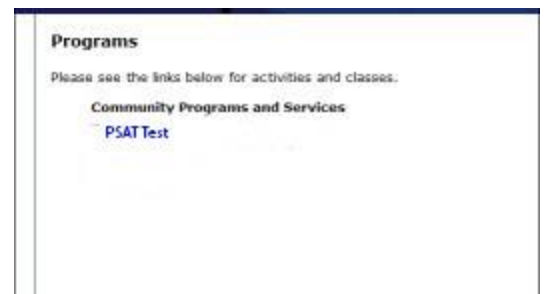 Programs
Please see the links below for activities and classes.
Community Programs and Services
PSAT Test